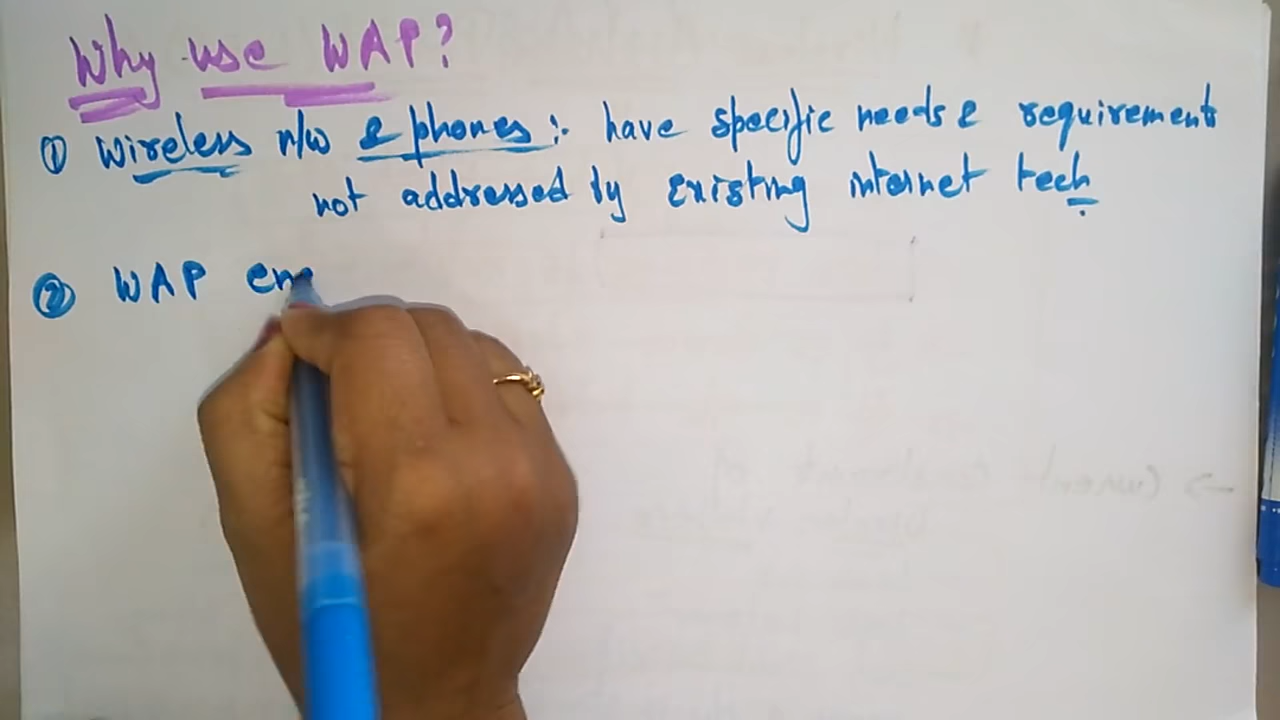 Why use WAP?
① Wireless n/w & phones :- have specific needs & requirements
not addressed by existing internet tech
② WAP en